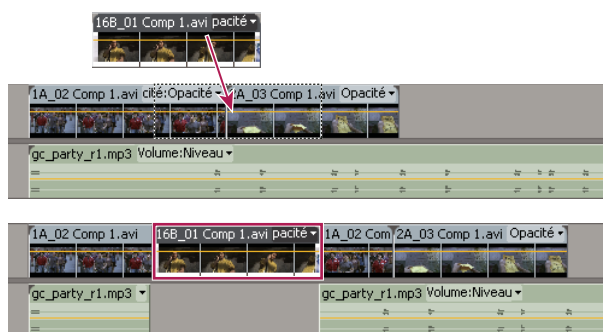 16B_01 Comp 1.avi pacité
1A_02 Comp 1.avi cité:Opacité A_03 Comp 1.avi Opacité
gc_party_r1.mp3 Volume:Niveau
1A_02 Comp 1.avi 16B_01 Comp 1.avi pacité 1A_02 Com 2A_03 Comp 1.avi Opacité
gc_party_r1.mp3 gc_party_r1.mp3 Volume:Niveau